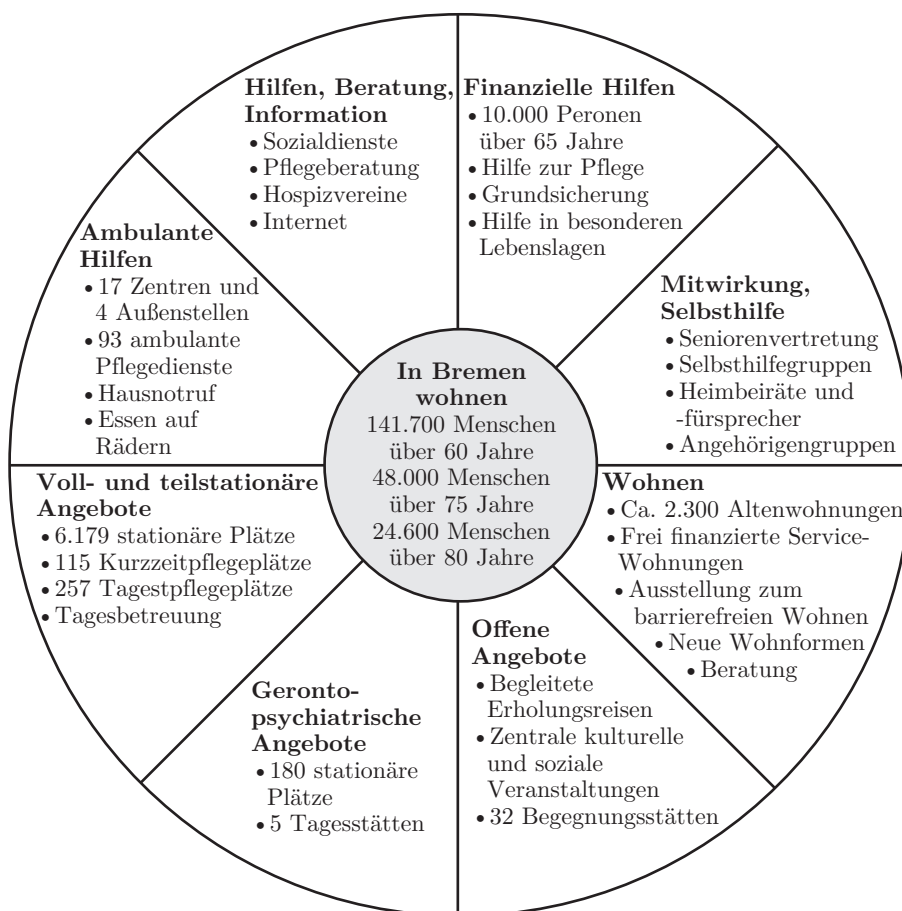 Hilfen, Beratung,
Information
• Sozialdienste
• Pflegeberatung
• Hospizvereine
• Internet
Finanzielle Hilfen
• 10.000 Peronen
über 65 Jahre
• Hilfe zur Pflege
• Grundsicherung
• Hilfe in besonderen
Lebenslagen
Mitwirkung,
Selbsthilfe
• Seniorenvertretung
• Selbsthilfegruppen
• Heimbeiräte und
-fürsprecher
• Angehörigengruppen
Wohnen
• Ca. 2.300 Altenwohnungen
• Frei finanzierte Service-
Wohnungen
• Ausstellung zum
barrierefreien Wohnen
• Neue Wohnformen
• Beratung
Offene
Angebote
• Begleitete
Erholungsreisen
• Zentrale kulturelle
und soziale
Veranstaltungen
• 32 Begegnungsstätten
Geronto-
psychiatrische
Angebote
• 180 stationäre
Plätze
• 5 Tagesstätten
Voll- und teilstationäre
Angebote
• 6.179 stationäre Plätze
• 115 Kurzzeitpflegeplätze
• 257 Tagestpflegeplätze
• Tagesbetreuung
Ambulante
Hilfen
• 17 Zentren und
4 Außenstellen
• 93 ambulante
Pflegedienste
• Hausnotruf
• Essen auf
Rädern
In Bremen
wohnen
141.700 Menschen
über 60 Jahre
48.000 Menschen
über 75 Jahre
24.600 Menschen
über 80 Jahre